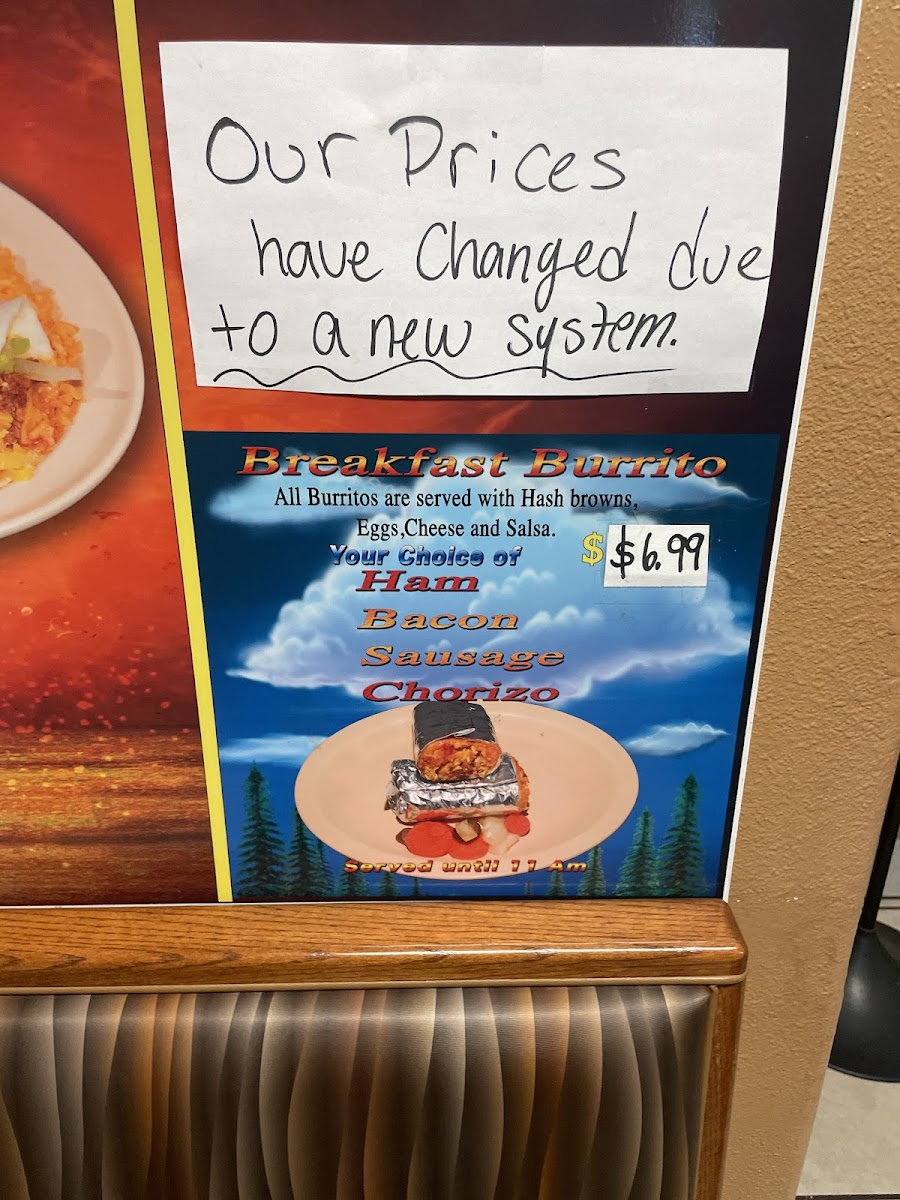 Our Prices
have Changed due
to a new system.
Breakfast Burrito
All Burritos are served with Hash browns,
Eggs,Cheese and Salsa.
Your Choice of
$ $6.99
Ham
Bacon
Sausage
Chorizo
Served until 11 Am